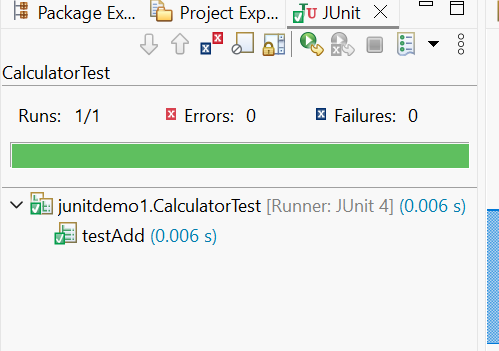 Package Ex... Project Exp... JUnit
CalculatorTest
Runs: 1/1 Errors: 0 Failures: 0
junitdemo1.CalculatorTest [Runner: JUnit 4] (0.006 s)
testAdd (0.006 s)